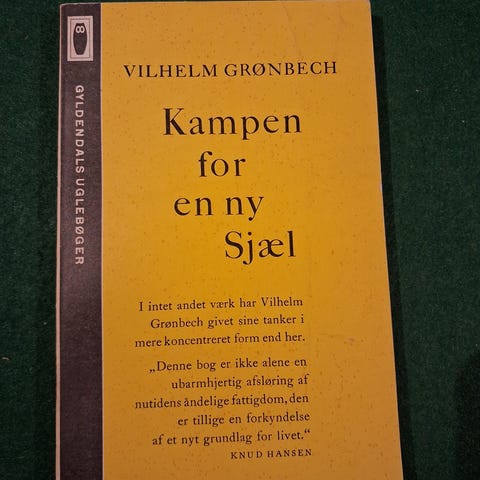 GYLDENDALS UGLEBØGER
VILHELM GRØNBECH
Kampen
for
en ny
Sjæl
I intet andet værk har Vilhelm
Grønbech givet sine tanker i
mere koncentreret form end her.
„Denne bog er ikke alene en
ubarmhjertig afsløring af
nutidens åndelige fattigdom, den
er tillige en forkyndelse
af et nyt grundlag for livet.“
KNUD HANSEN